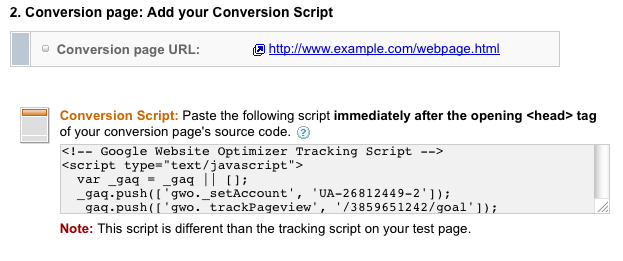 2. Conversion page: Add your Conversion Script
Conversion page URL: http://www.example.com/webpage.html
Conversion Script: Paste the following script immediately after the opening <head> tag
of your conversion page's source code. ?
<!-- Google Website Optimizer Tracking Script -->
<script type="text/javascript">
var _gaq = _gaq || [];
_gaq.push(['gwo._setAccount', 'UA-26812449-2']);
_gaq.push(['gwo._trackPageview', '/3859651242/goal']);
Note: This script is different than the tracking script on your test page.